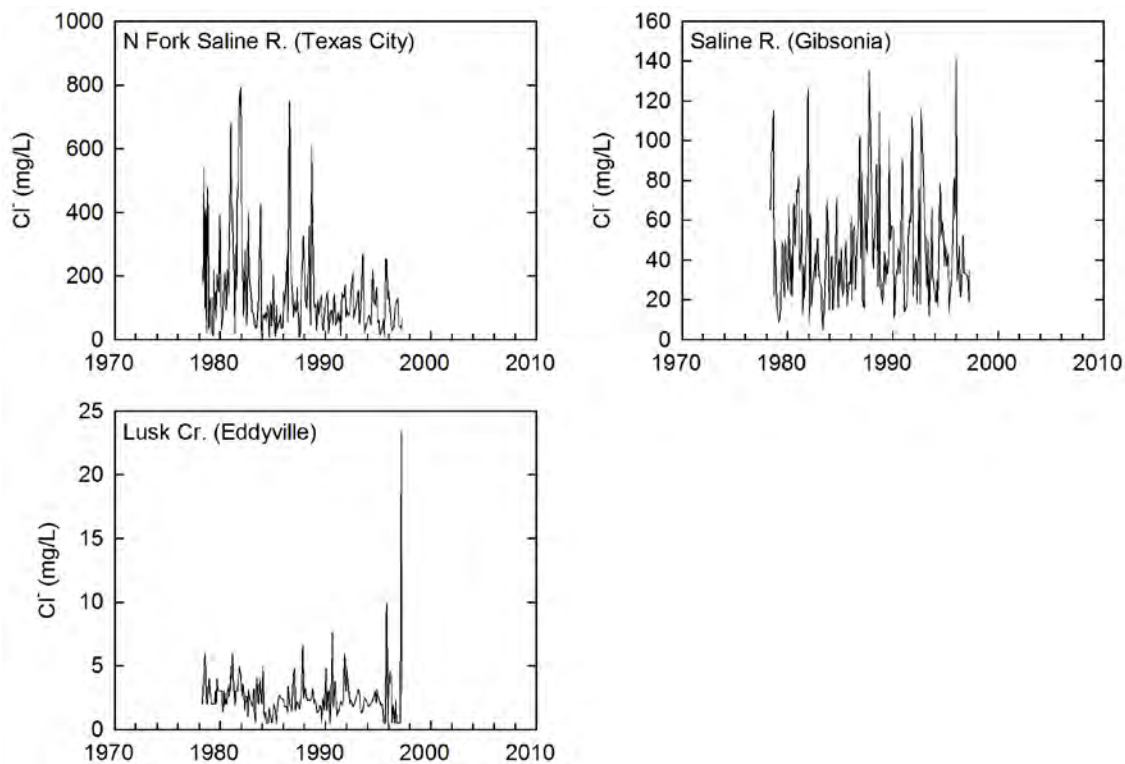 N Fork Saline R. (Texas City)
Cl⁻ (mg/L)
1000
800
600
400
200
0
1970 1980 1990 2000 2010
Saline R. (Gibsonia)
Cl⁻ (mg/L)
160
140
120
100
80
60
40
20
0
1970 1980 1990 2000 2010
Lusk Cr. (Eddyville)
Cl⁻ (mg/L)
25
20
15
10
5
0
1970 1980 1990 2000 2010